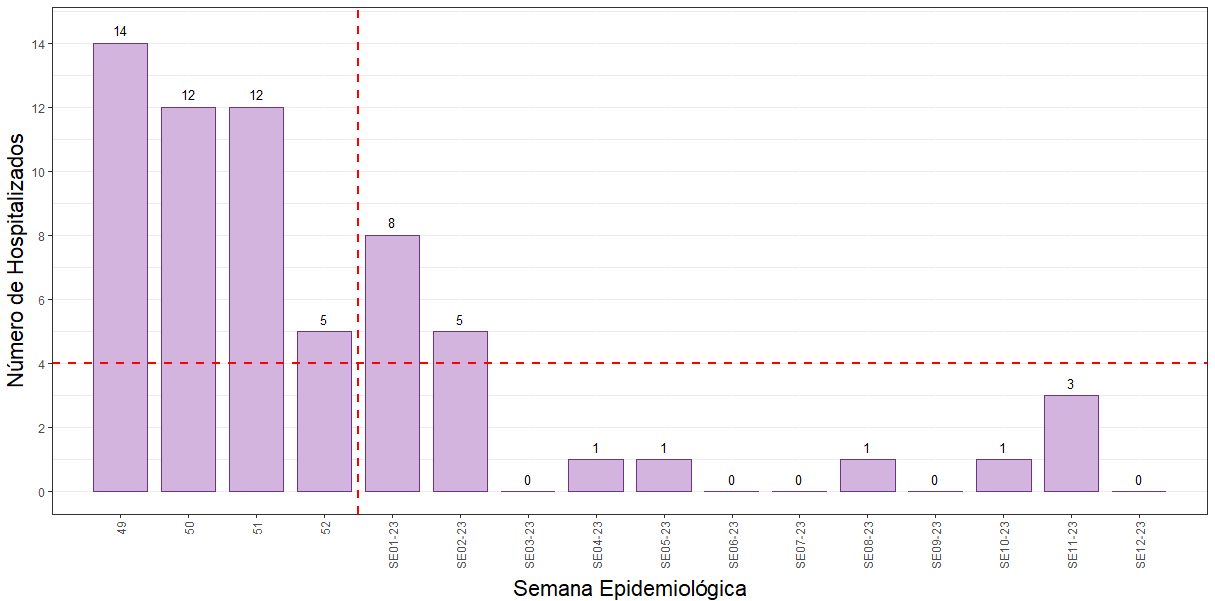 Número de Hospitalizados
14
12
10
8
6
4
2
0
14
12
12
5
8
5
0
1
1
0
0
1
0
1
3
0
49
50
51
52
SE01-23
SE02-23
SE03-23
SE04-23
SE05-23
SE06-23
SE07-23
SE08-23
SE09-23
SE10-23
SE11-23
SE12-23
Semana Epidemiológica